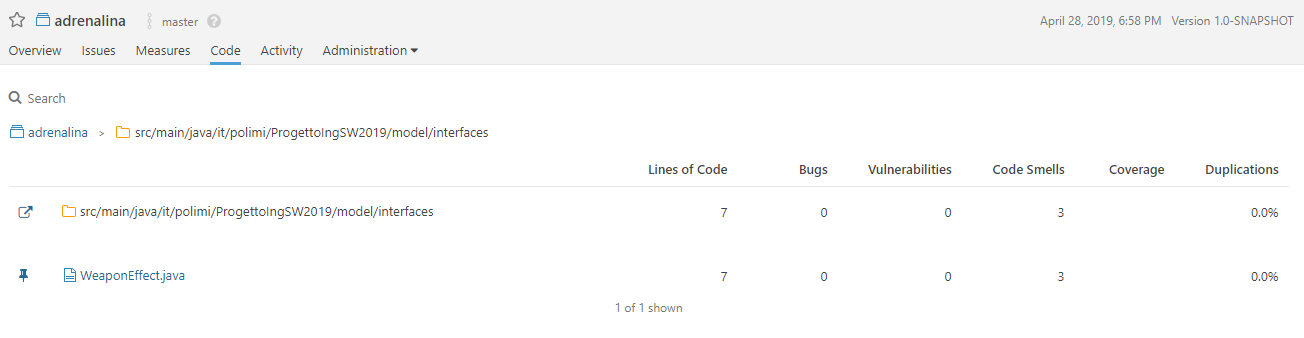 adrenalina master ? April 28, 2019, 6:58 PM Version 1.0-SNAPSHOT
Overview Issues Measures Code Activity Administration
Search
adrenalina > src/main/java/it/polimi/ProgettoIngSW2019/model/interfaces
Lines of Code Bugs Vulnerabilities Code Smells Coverage Duplications
src/main/java/it/polimi/ProgettoIngSW2019/model/interfaces 7 0 0 3 0.0%
WeaponEffect.java 7 0 0 3 0.0%
1 of 1 shown